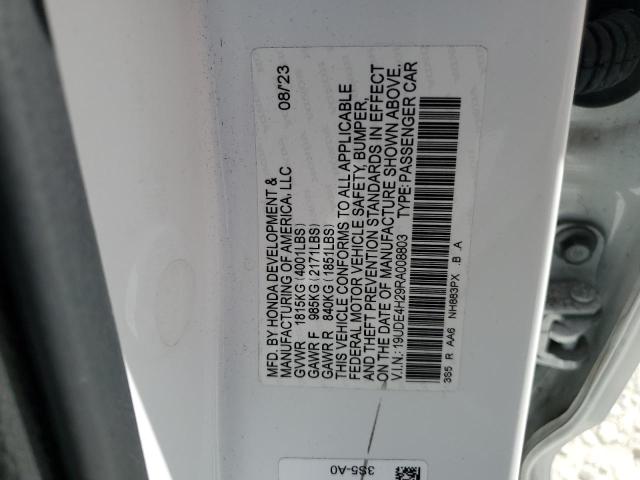 MFD. BY HONDA DEVELOPMENT & 08/'23
MANUFACTURING OF AMERICA, LLC
GVWR 1815KG (4001LBS)
GAWR F 985KG (2171LBS)
GAWR R 840KG (1851LBS)
THIS VEHICLE CONFORMS TO ALL APPLICABLE
FEDERAL MOTOR VEHICLE SAFETY, BUMPER,
AND THEFT PREVENTION STANDARDS IN EFFECT
ON THE DATE OF MANUFACTURE SHOWN ABOVE.
V.I.N.: 19UDE4H29RA008803 TYPE: PASSENGER CAR
3S5 R AA6 NH883PX B A
3S5-A0